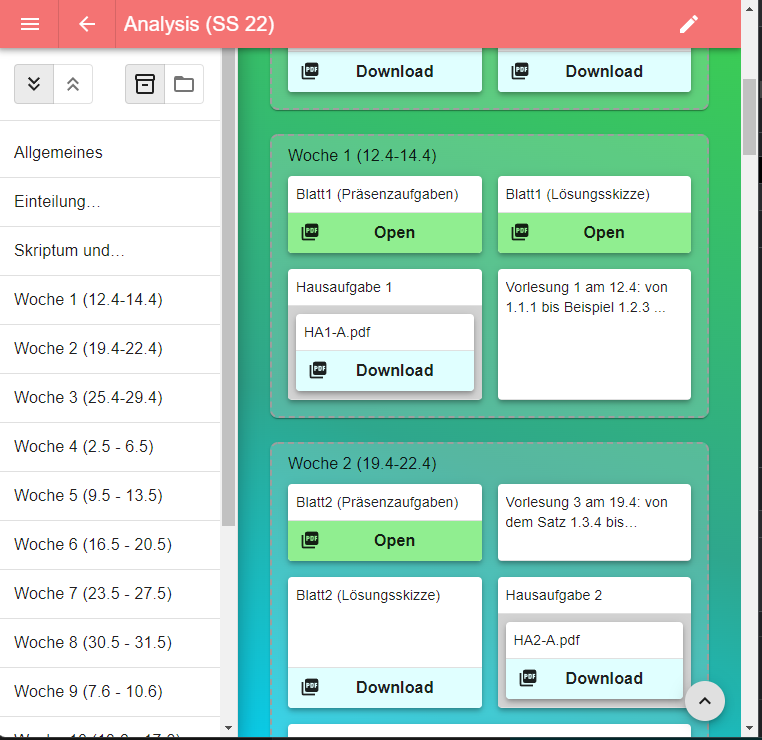 Analysis (SS 22)
Allgemeines
Einteilung...
Skriptum und...
Woche 1 (12.4-14.4)
Woche 2 (19.4-22.4)
Woche 3 (25.4-29.4)
Woche 4 (2.5 - 6.5)
Woche 5 (9.5 - 13.5)
Woche 6 (16.5 - 20.5)
Woche 7 (23.5 - 27.5)
Woche 8 (30.5 - 31.5)
Woche 9 (7.6 - 10.6)
PDF Download
PDF Download
Woche 1 (12.4-14.4)
Blatt1 (Präsenzaufgaben)
PDF Open
Blatt1 (Lösungsskizze)
PDF Open
Hausaufgabe 1
HA1-A.pdf
PDF Download
Vorlesung 1 am 12.4: von
1.1.1 bis Beispiel 1.2.3 ...
Woche 2 (19.4-22.4)
Blatt2 (Präsenzaufgaben)
PDF Open
Vorlesung 3 am 19.4: von
dem Satz 1.3.4 bis...
Blatt2 (Lösungsskizze)
PDF Download
Hausaufgabe 2
HA2-A.pdf
PDF Download